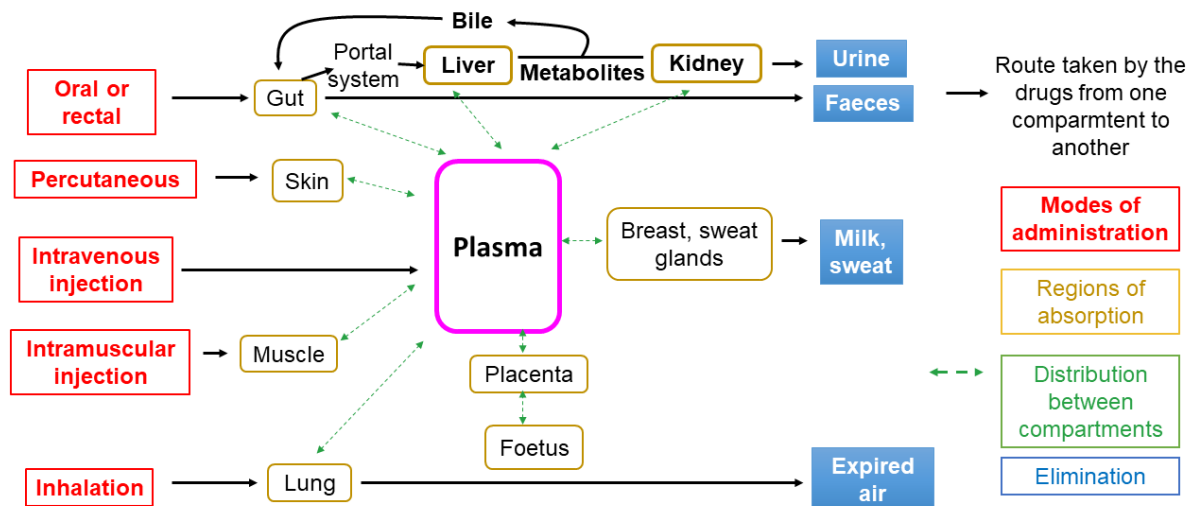 Bile
Portal
system
Liver
Metabolites
Kidney
Urine
Oral or
rectal
Gut
Faeces
Route taken by the
drugs from one
comparmtent to
another
Percutaneous
Skin
Plasma
Breast, sweat
glands
Milk,
sweat
Modes of
administration
Intravenous
injection
Regions of
absorption
Intramuscular
injection
Muscle
Placenta
Foetus
Distribution
between
compartments
Inhalation
Lung
Expired
air
Elimination